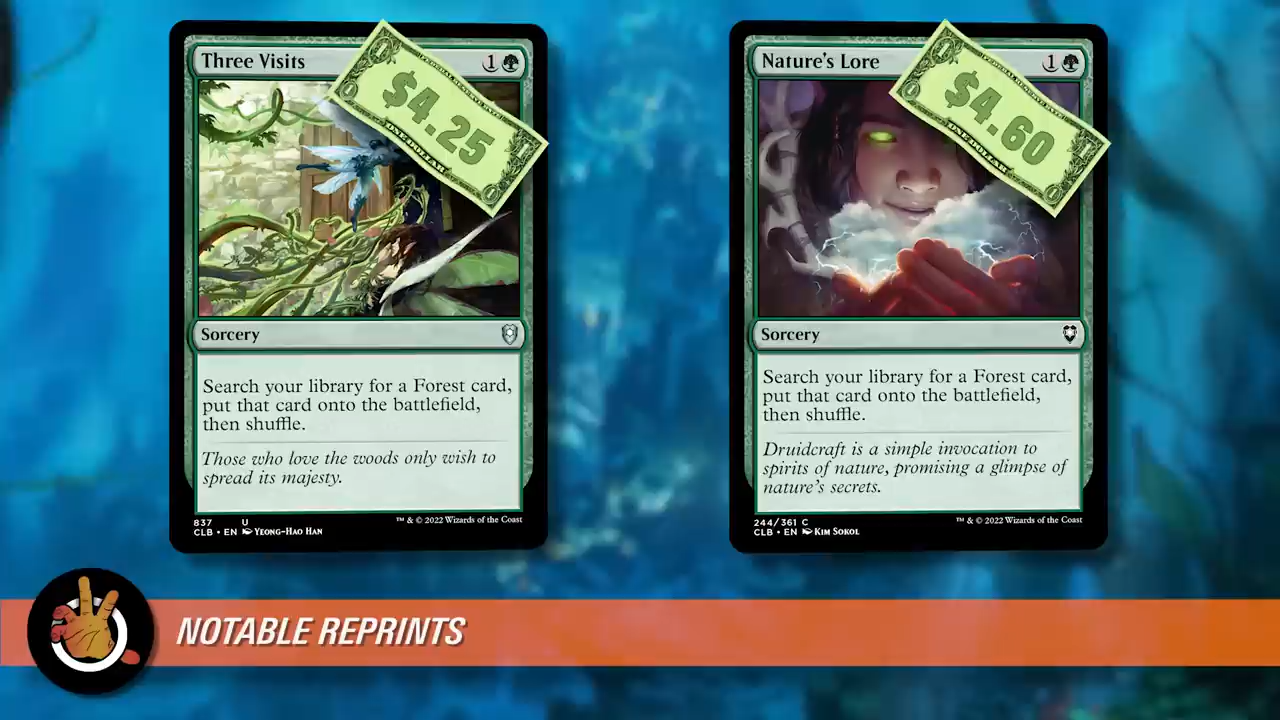 Three Visits
1
$4.25
ONE DOLLAR
Sorcery
Search your library for a Forest card,
put that card onto the battlefield,
then shuffle.
Those who love the woods only wish to
spread its majesty.
837 U
CLB • EN YEONG-HAO HAN
™ & © 2022 Wizards of the Coast
Nature's Lore
1
$4.60
ONE DOLLAR
Sorcery
Search your library for a Forest card,
put that card onto the battlefield,
then shuffle.
Druidcraft is a simple invocation to
spirits of nature, promising a glimpse of
nature's secrets.
244/361 C
CLB • EN KIM SOKOL
™ & © 2022 Wizards of the Coast
NOTABLE REPRINTS